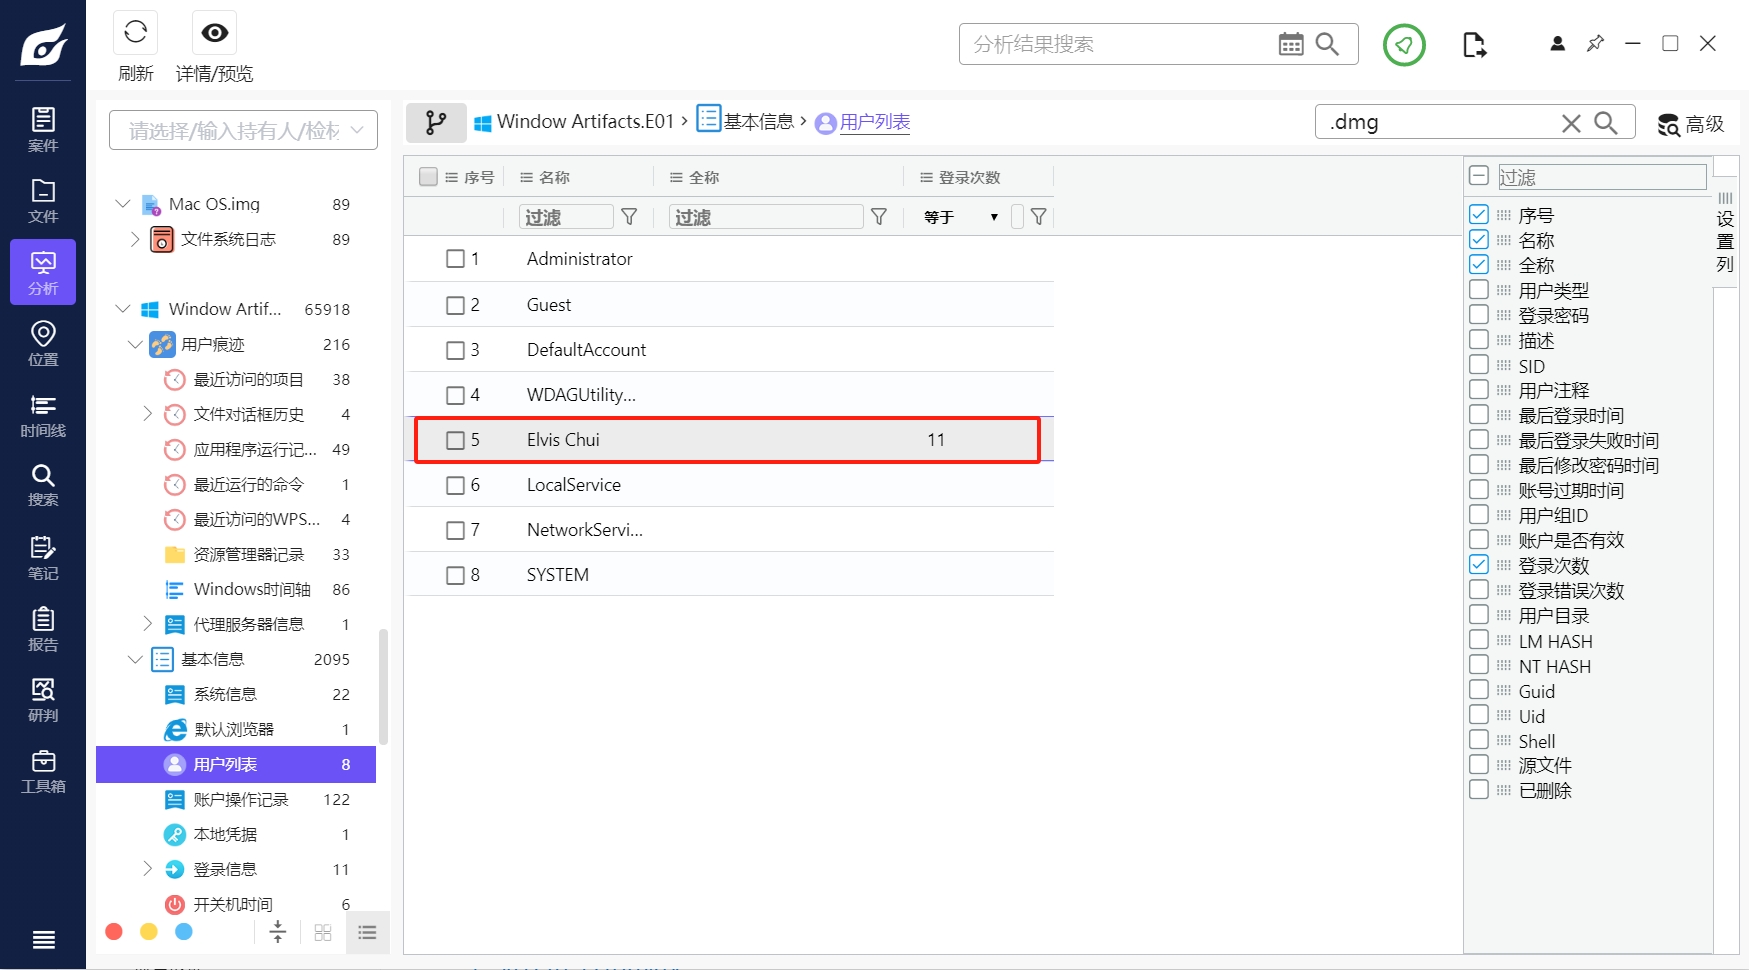 刷新
详情/预览
分析结果搜索
案件
文件
分析
位置
时间线
搜索
笔记
报告
研判
工具箱
请选择/输入持有人/检材
Mac OS.img 89
文件系统日志 89
Window Artif... 65918
用户痕迹 216
最近访问的项目 38
文件对话框历史 4
应用程序运行记... 49
最近运行的命令 1
最近访问的WPS... 4
资源管理器记录 33
Windows时间轴 86
代理服务器信息 1
基本信息 2095
系统信息 22
默认浏览器 1
用户列表 8
账户操作记录 122
本地凭据 1
登录信息 11
开关机时间 6
Window Artifacts.E01 > 基本信息 > 用户列表
.dmg
高级
序号 名称 全称 登录次数
过滤 过滤 等于
1 Administrator
2 Guest
3 DefaultAccount
4 WDAGUtility...
5 Elvis Chui 11
6 LocalService
7 NetworkServi...
8 SYSTEM
过滤
序号
名称
全称
用户类型
登录密码
描述
SID
用户注释
最后登录时间
最后登录失败时间
最后修改密码时间
账号过期时间
用户组ID
账户是否有效
登录次数
登录错误次数
用户目录
LM HASH
NT HASH
Guid
Uid
Shell
源文件
已删除
设置列